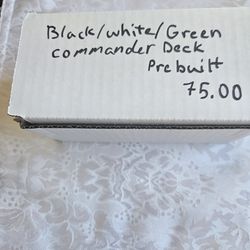 Black/white/Green
commander Deck
Prebuilt
75.00